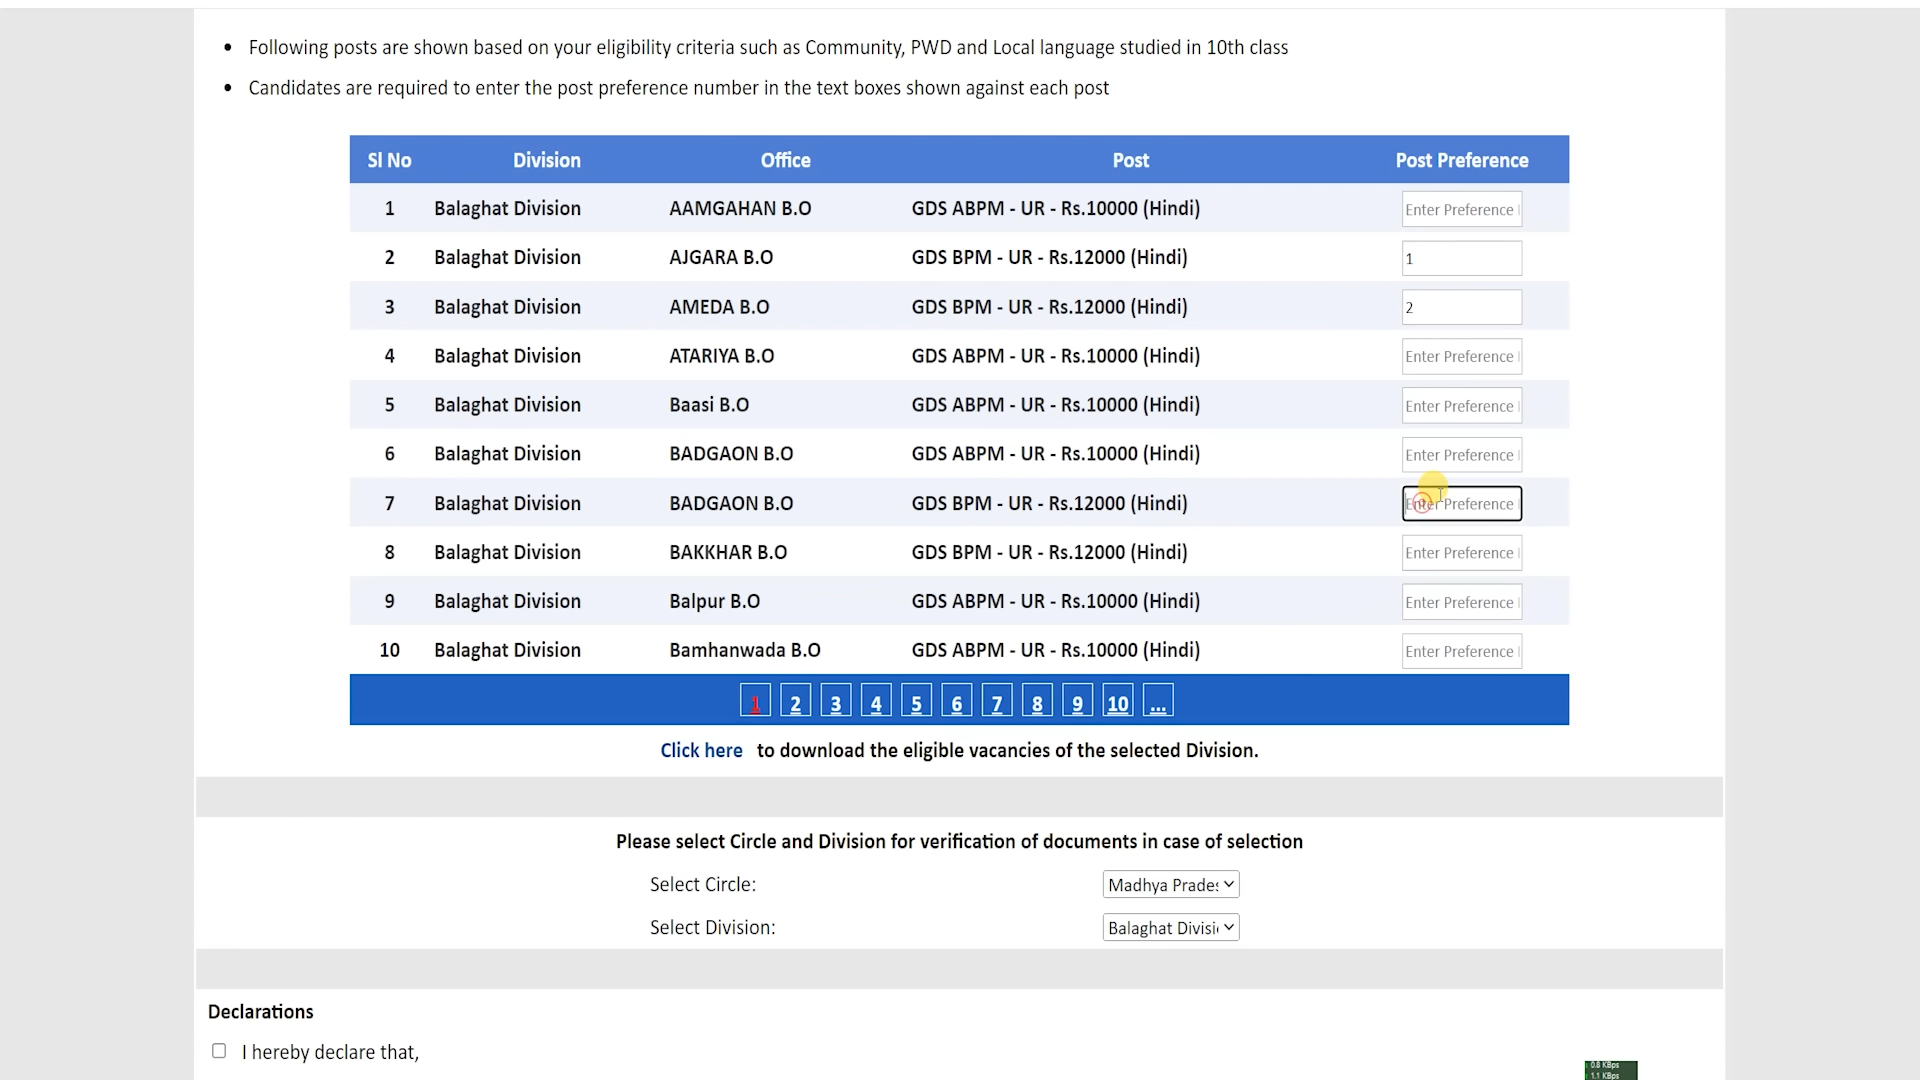 Following posts are shown based on your eligibility criteria such as Community, PWD and Local language studied in 10th class
Candidates are required to enter the post preference number in the text boxes shown against each post
Sl No Division Office Post Post Preference
1 Balaghat Division AAMGAHAN B.O GDS ABPM - UR - Rs.10000 (Hindi) Enter Preference
2 Balaghat Division AJGARA B.O GDS BPM - UR - Rs.12000 (Hindi) 1
3 Balaghat Division AMEDA B.O GDS BPM - UR - Rs.12000 (Hindi) 2
4 Balaghat Division ATARIYA B.O GDS ABPM - UR - Rs.10000 (Hindi) Enter Preference
5 Balaghat Division Baasi B.O GDS ABPM - UR - Rs.10000 (Hindi) Enter Preference
6 Balaghat Division BADGAON B.O GDS ABPM - UR - Rs.10000 (Hindi) Enter Preference
7 Balaghat Division BADGAON B.O GDS BPM - UR - Rs.12000 (Hindi) Enter Preference
8 Balaghat Division BAKKHAR B.O GDS BPM - UR - Rs.12000 (Hindi) Enter Preference
9 Balaghat Division Balpur B.O GDS ABPM - UR - Rs.10000 (Hindi) Enter Preference
10 Balaghat Division Bamhanwada B.O GDS ABPM - UR - Rs.10000 (Hindi) Enter Preference
1 2 3 4 5 6 7 8 9 10 ...
Click here to download the eligible vacancies of the selected Division.
Please select Circle and Division for verification of documents in case of selection
Select Circle: Madhya Prades
Select Division: Balaghat Divisi
Declarations
I hereby declare that,
0.8 KBps
1.1 KBps